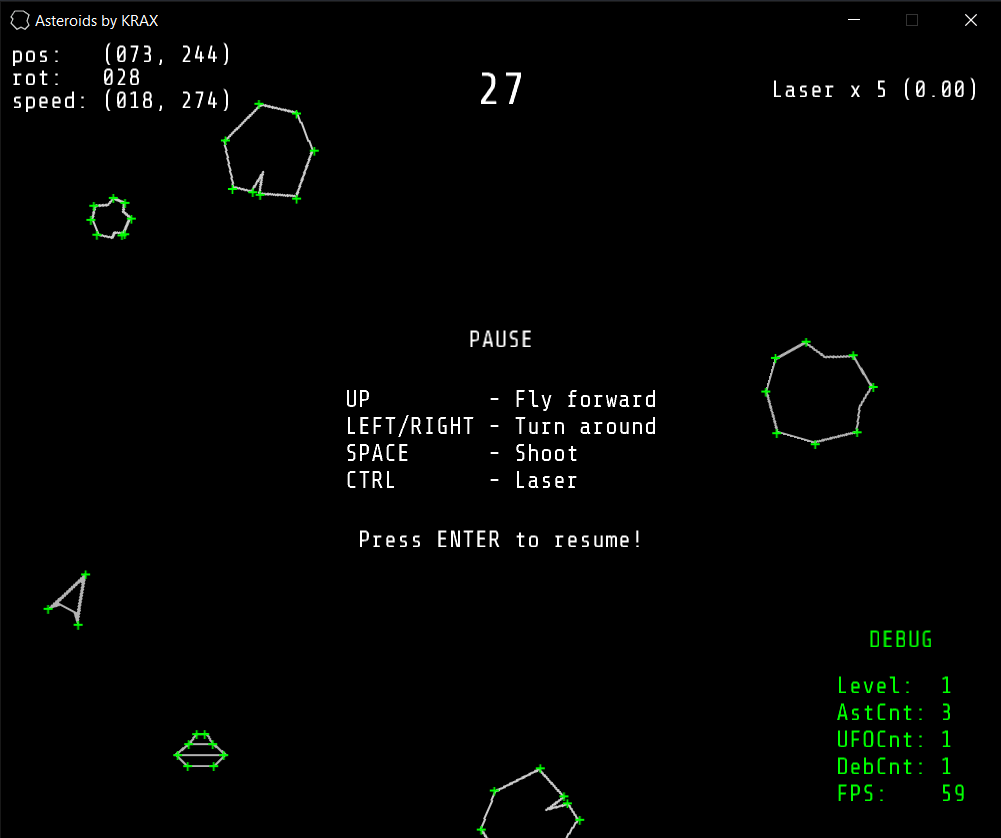 Asteroids by KRAX
pos: (073, 244)
rot: 028
speed: (018, 274)
27
Laser x 5 (0.00)
PAUSE
UP - Fly forward
LEFT/RIGHT - Turn around
SPACE - Shoot
CTRL - Laser
Press ENTER to resume!
DEBUG
Level: 1
AstCnt: 3
UFOCnt: 1
DebCnt: 1
FPS: 59